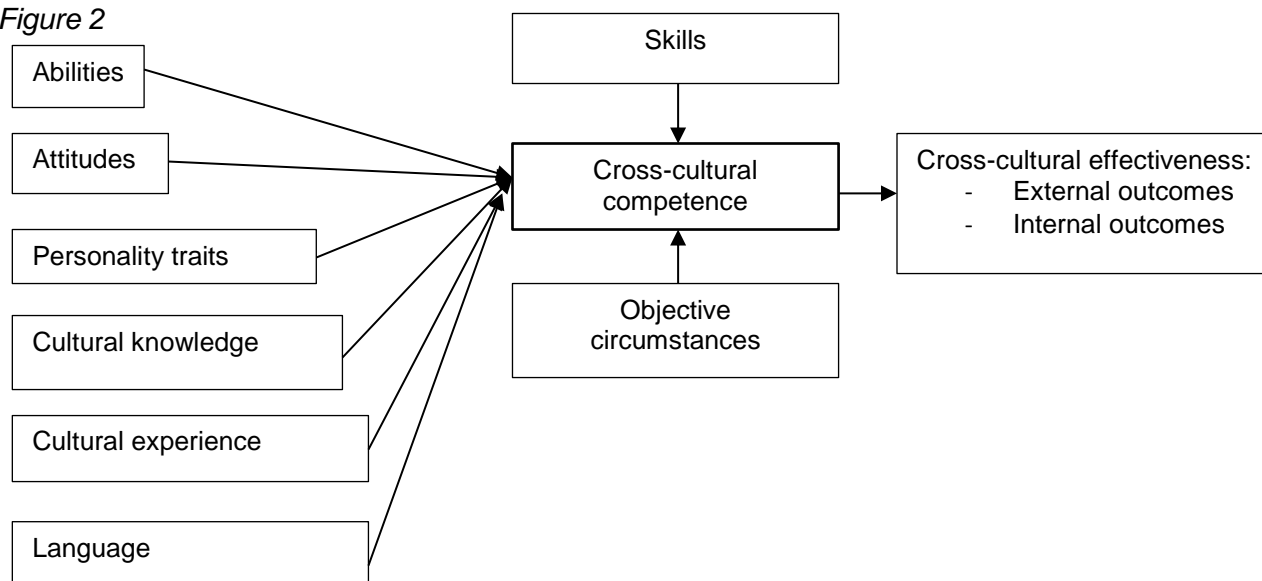 Figure 2
Skills
Abilities
Attitudes
Cross-cultural
competence
Cross-cultural effectiveness:
- External outcomes
- Internal outcomes
Personality traits
Objective
circumstances
Cultural knowledge
Cultural experience
Language